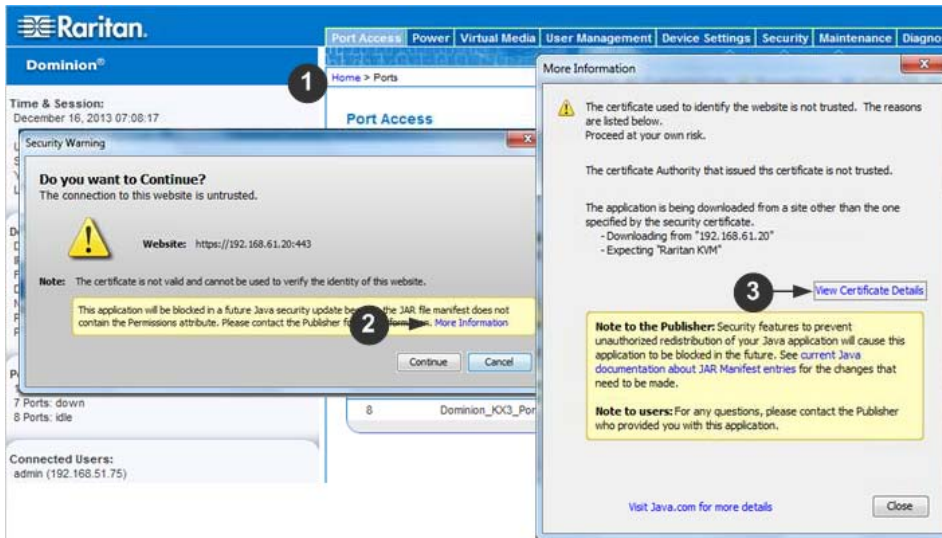 Raritan.
Dominion®
Port Access Power Virtual Media User Management Device Settings Security Maintenance Diagno
1
Home > Ports
Time & Session:
December 16, 2013 07:08:17
Port Access
Security Warning
Do you want to Continue?
The connection to this website is untrusted.
Website: https://192.168.61.20:443
Note: The certificate is not valid and cannot be used to verify the identity of this website.
This application will be blocked in a future Java security update the JAR file manifest does not
contain the Permissions attribute. Please contact the Publisher 2 More Information
Continue
Cancel
7 Ports: down
8 Ports: idle
8 Dominion_KX3_Por
Connected Users:
admin (192.168.51.75)
More Information
The certificate used to identify the website is not trusted. The reasons
are listed below.
Proceed at your own risk.
The certificate Authority that issued ths certificate is not trusted.
The application is being downloaded from a site other than the one
specified by the security certificate.
- Downloading from "192.168.61.20"
- Expecting "Raritan KVM"
3
View Certificate Details
Note to the Publisher: Security features to prevent
unauthorized redistribution of your Java application will cause this
application to be blocked in the future. See current Java
documentation about JAR Manifest entries for the changes that
need to be made.
Note to users: For any questions, please contact the Publisher
who provided you with this application.
Visit Java.com for more details
Close